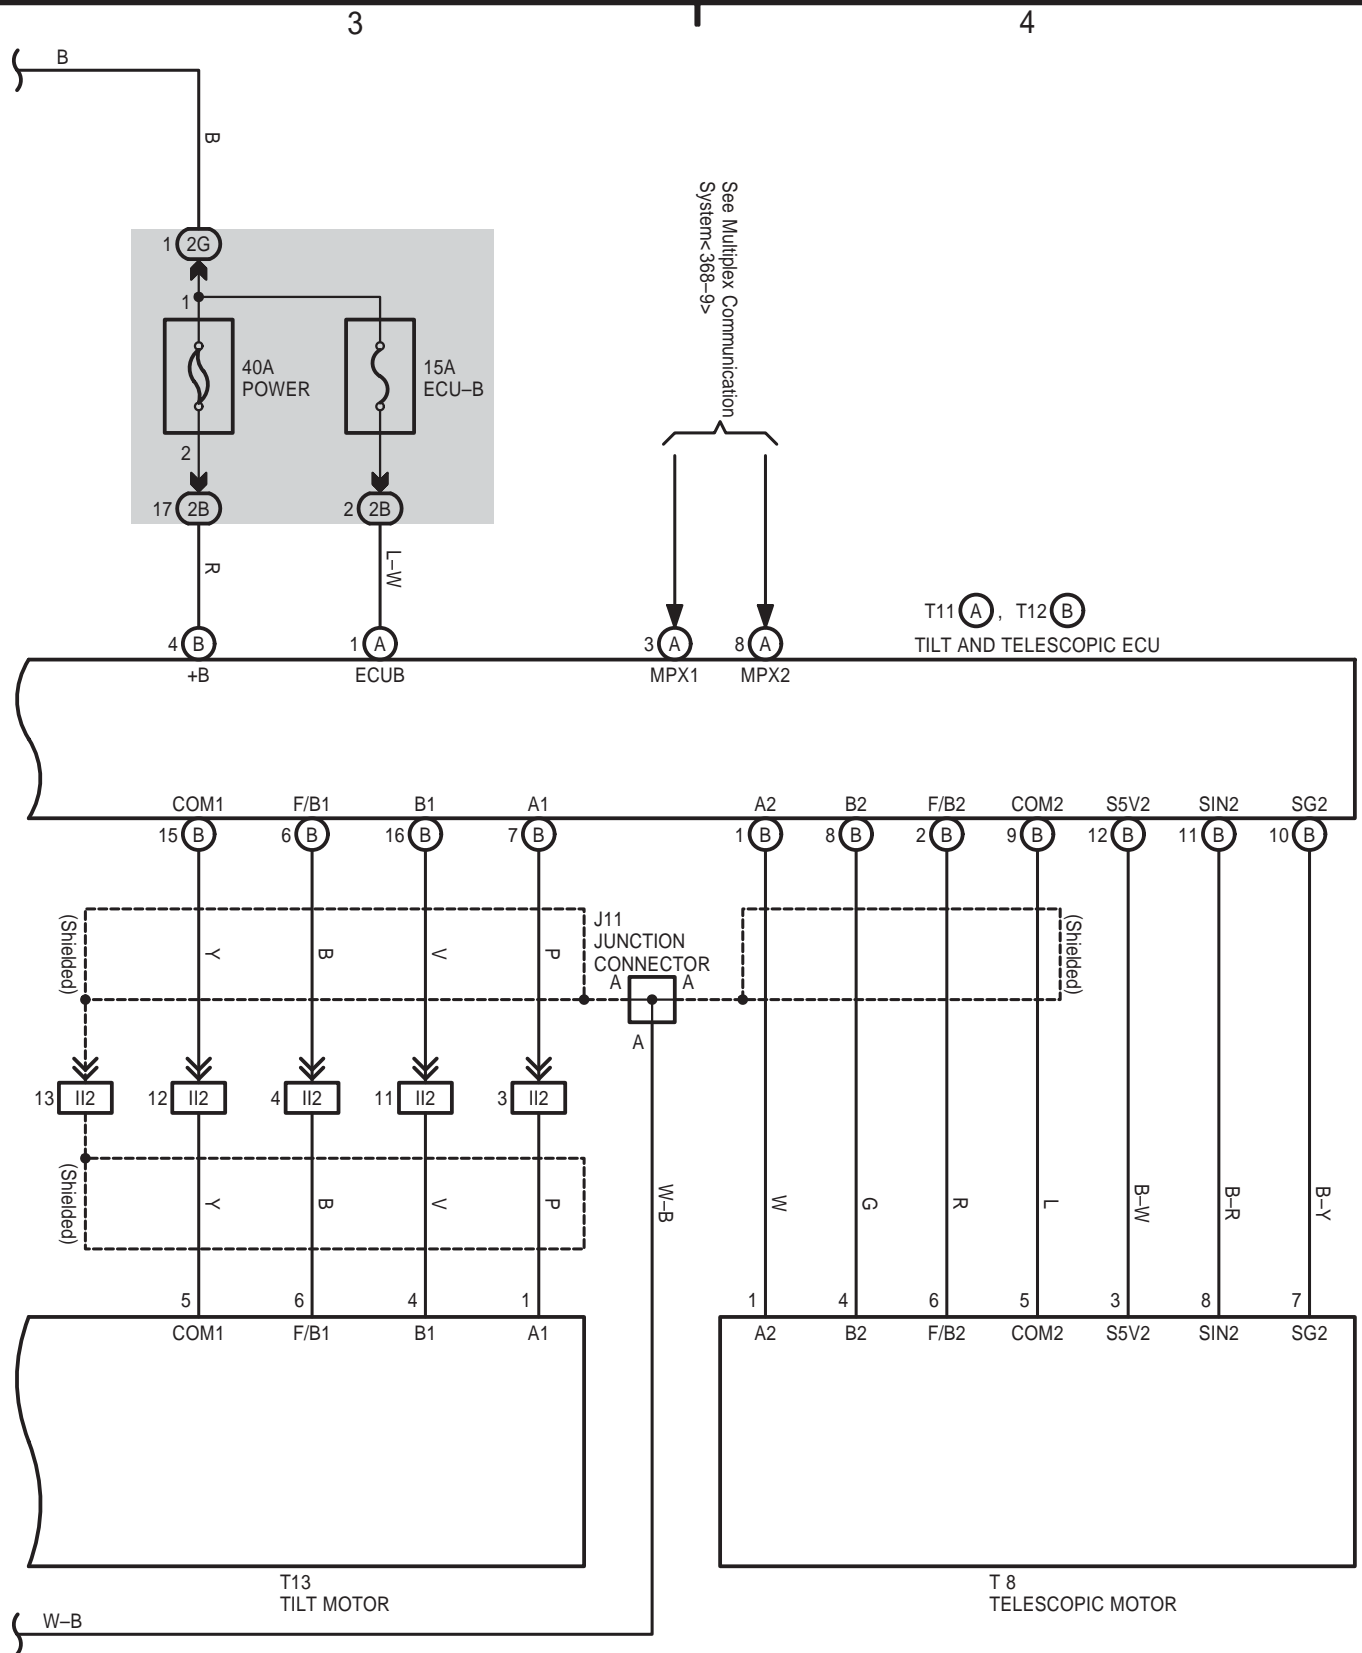 3
4
B
B
See Multiplex Communication
System<368–9>
1 2G
1
40A
POWER
15A
ECU–B
2
17 2B
2 2B
R
L–W
T11 A , T12 B
TILT AND TELESCOPIC ECU
4 B
1 A
3 A
8 A
+B
ECUB
MPX1
MPX2
COM1
F/B1
B1
A1
A2
B2
F/B2
COM2
S5V2
SIN2
SG2
15 B
6 B
16 B
7 B
1 B
8 B
2 B
9 B
12 B
11 B
10 B
(Shielded)
Y
B
V
P
J11
JUNCTION
CONNECTOR
A
A
A
(Shielded)
13 II2
12 II2
4 II2
11 II2
3 II2
(Shielded)
Y
B
V
P
W–B
W
G
R
L
B–W
B–R
B–Y
5
6
4
1
1
4
6
5
3
8
7
COM1
F/B1
B1
A1
A2
B2
F/B2
COM2
S5V2
SIN2
SG2
T13
TILT MOTOR
T 8
TELESCOPIC MOTOR
W–B